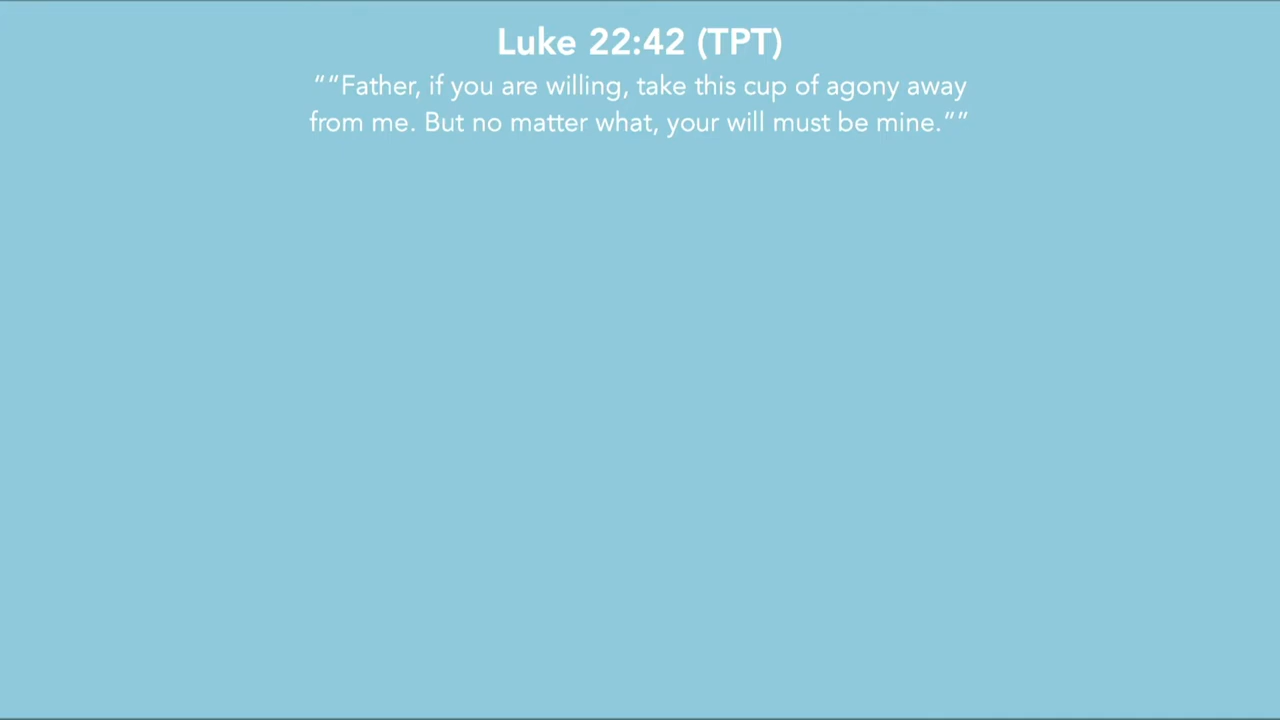 Luke 22:42 (TPT)
““Father, if you are willing, take this cup of agony away
from me. But no matter what, your will must be mine.””